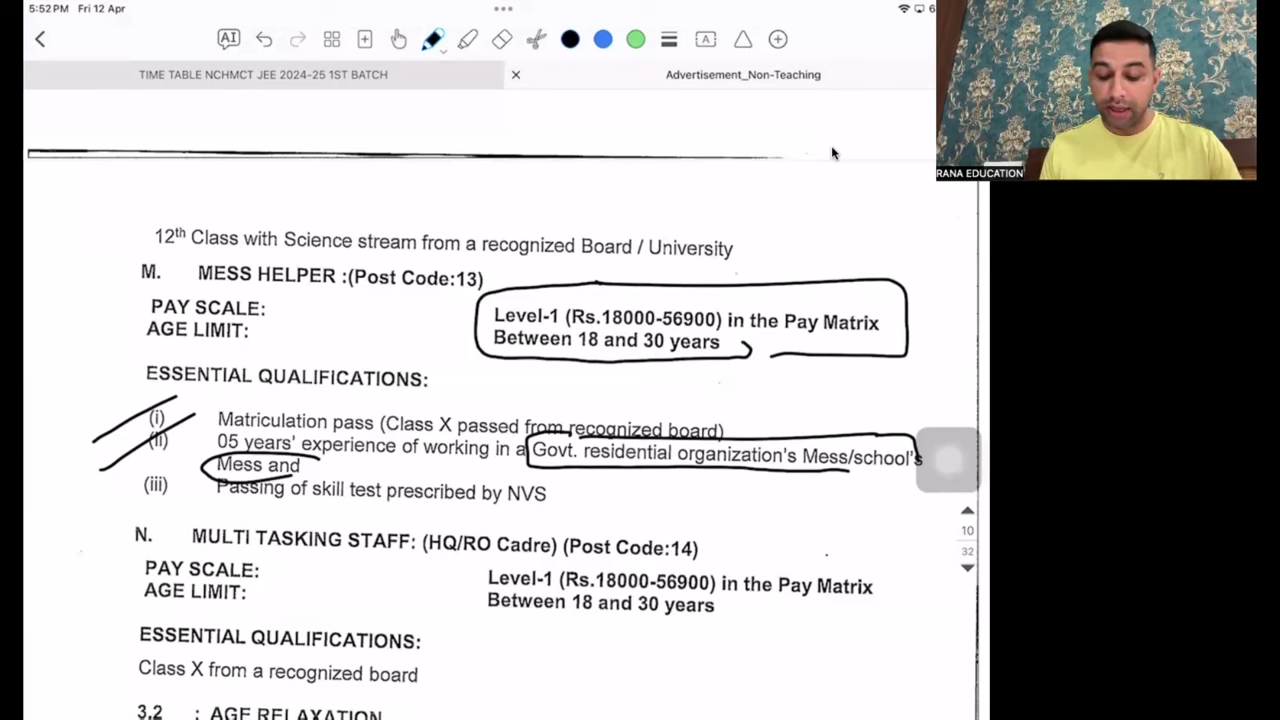 5:52 PM Fri 12 Apr
AI
A
TIME TABLE NCHMCT JEE 2024-25 1ST BATCH
Advertisement_Non-Teaching
RANA EDUCATION
12th Class with Science stream from a recognized Board / University
M. MESS HELPER :(Post Code:13)
PAY SCALE: Level-1 (Rs.18000-56900) in the Pay Matrix
AGE LIMIT: Between 18 and 30 years
ESSENTIAL QUALIFICATIONS:
(i) Matriculation pass (Class X passed from recognized board)
(ii) 05 years' experience of working in a Govt. residential organization's Mess/school's
Mess and
(iii) Passing of skill test prescribed by NVS
10
32
N. MULTI TASKING STAFF: (HQ/RO Cadre) (Post Code:14)
PAY SCALE: Level-1 (Rs.18000-56900) in the Pay Matrix
AGE LIMIT: Between 18 and 30 years
ESSENTIAL QUALIFICATIONS:
Class X from a recognized board
3.2 : AGE RELAXATION